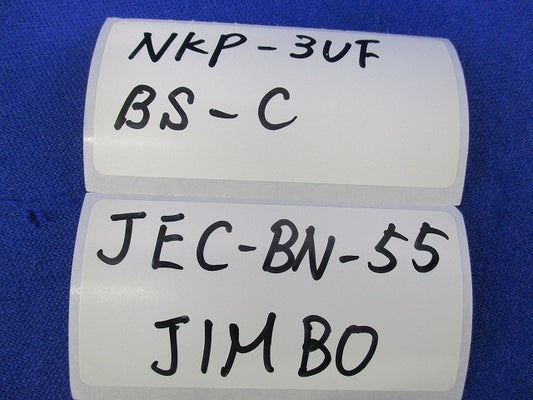 NKP-3UF
BS-C
JEC-BN-55
JIMBO